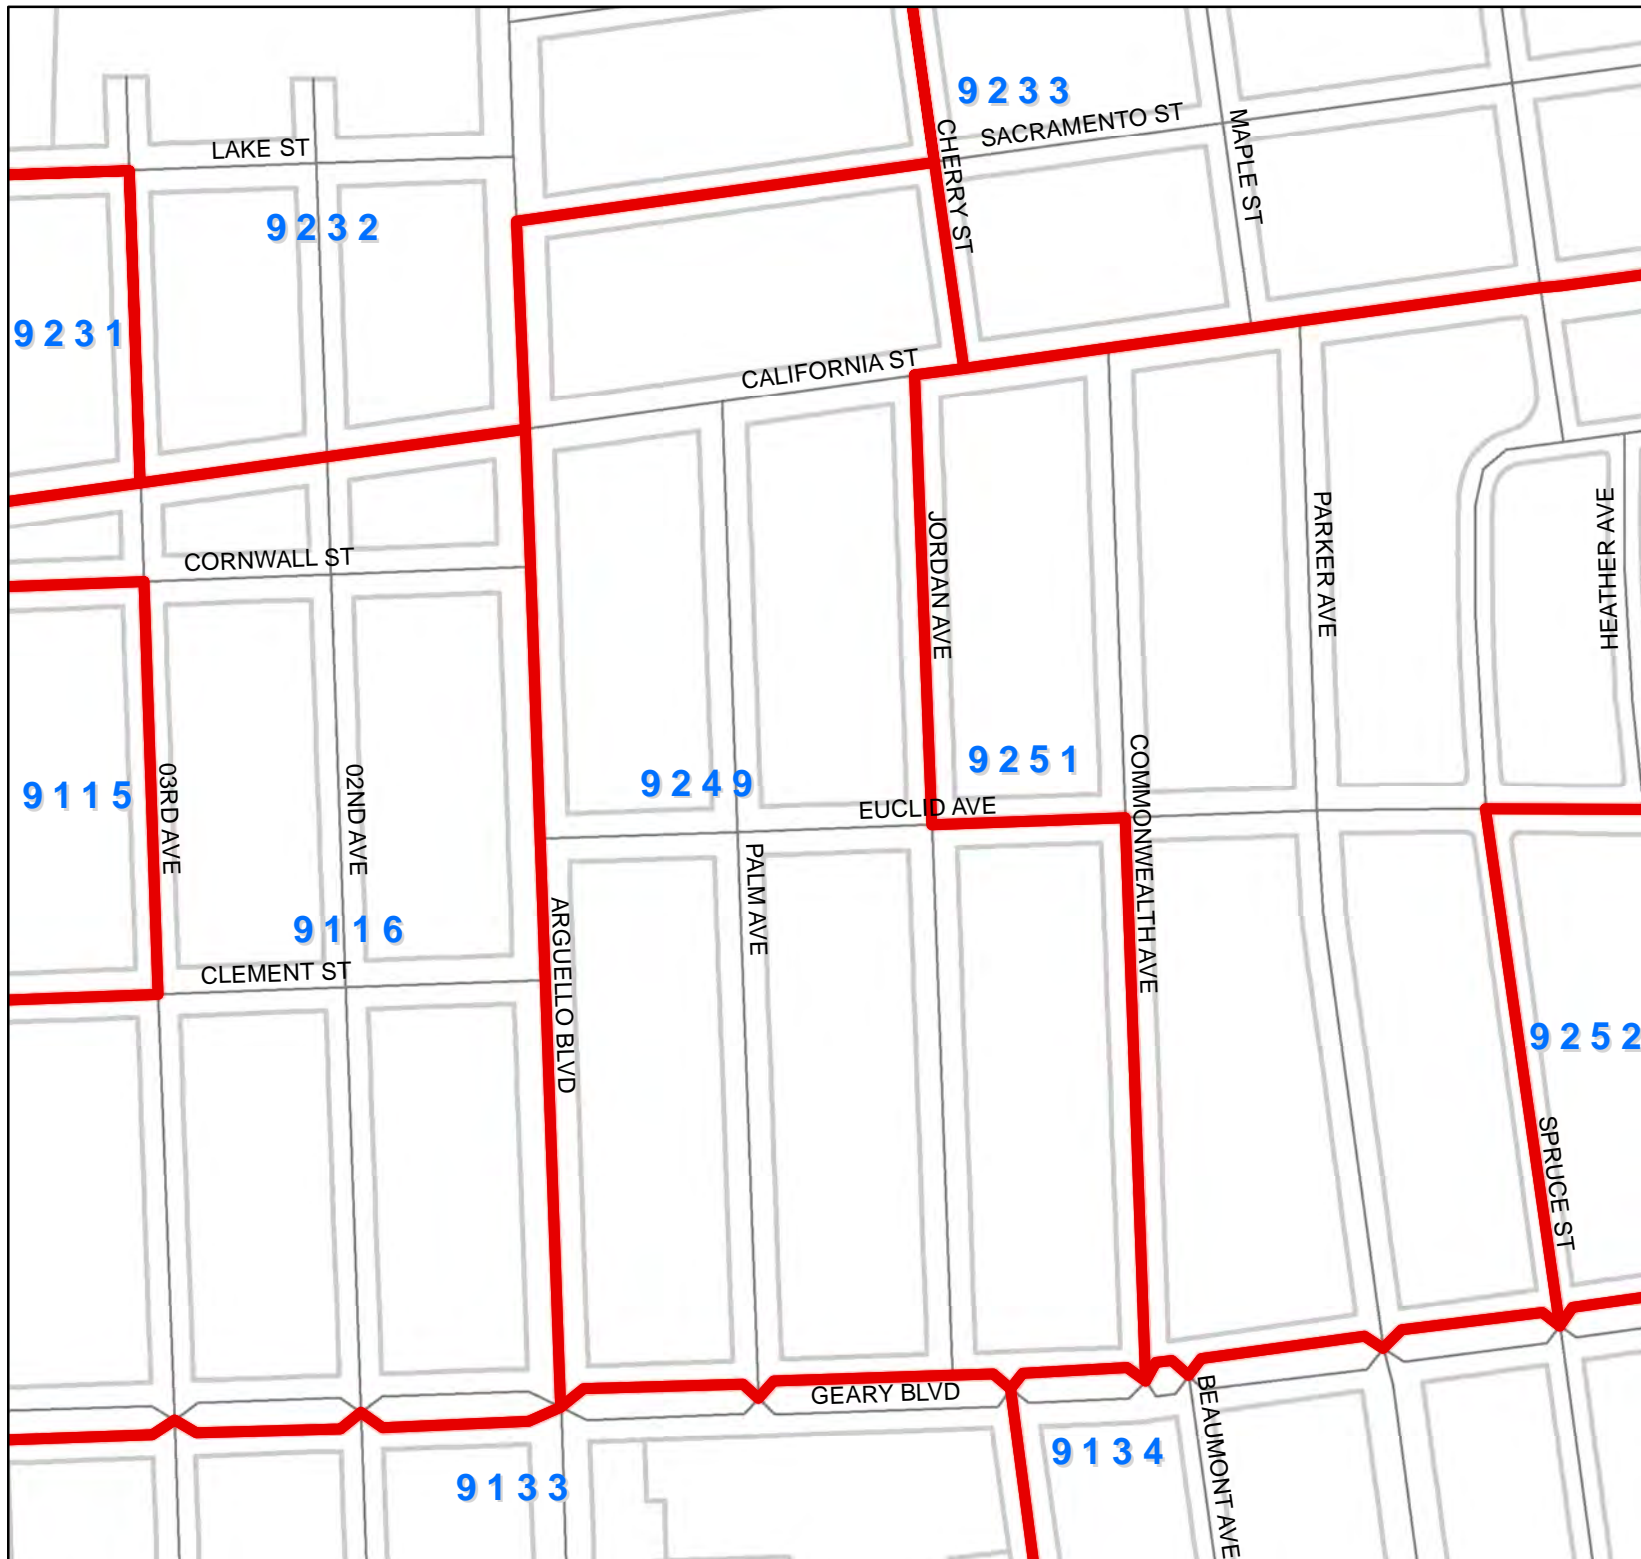 9233
SACRAMENTO ST
CHERRY ST
MAPLE ST
LAKE ST
9232
9231
CALIFORNIA ST
CORNWALL ST
JORDAN AVE
PARKER AVE
HEATHER AVE
9115
03RD AVE
02ND AVE
9249
9251
EUCLID AVE
COMMONWEALTH AVE
PALM AVE
9116
ARGUELLO BLVD
CLEMENT ST
9252
SPRUCE ST
GEARY BLVD
BEAUMONT AVE
9134
9133